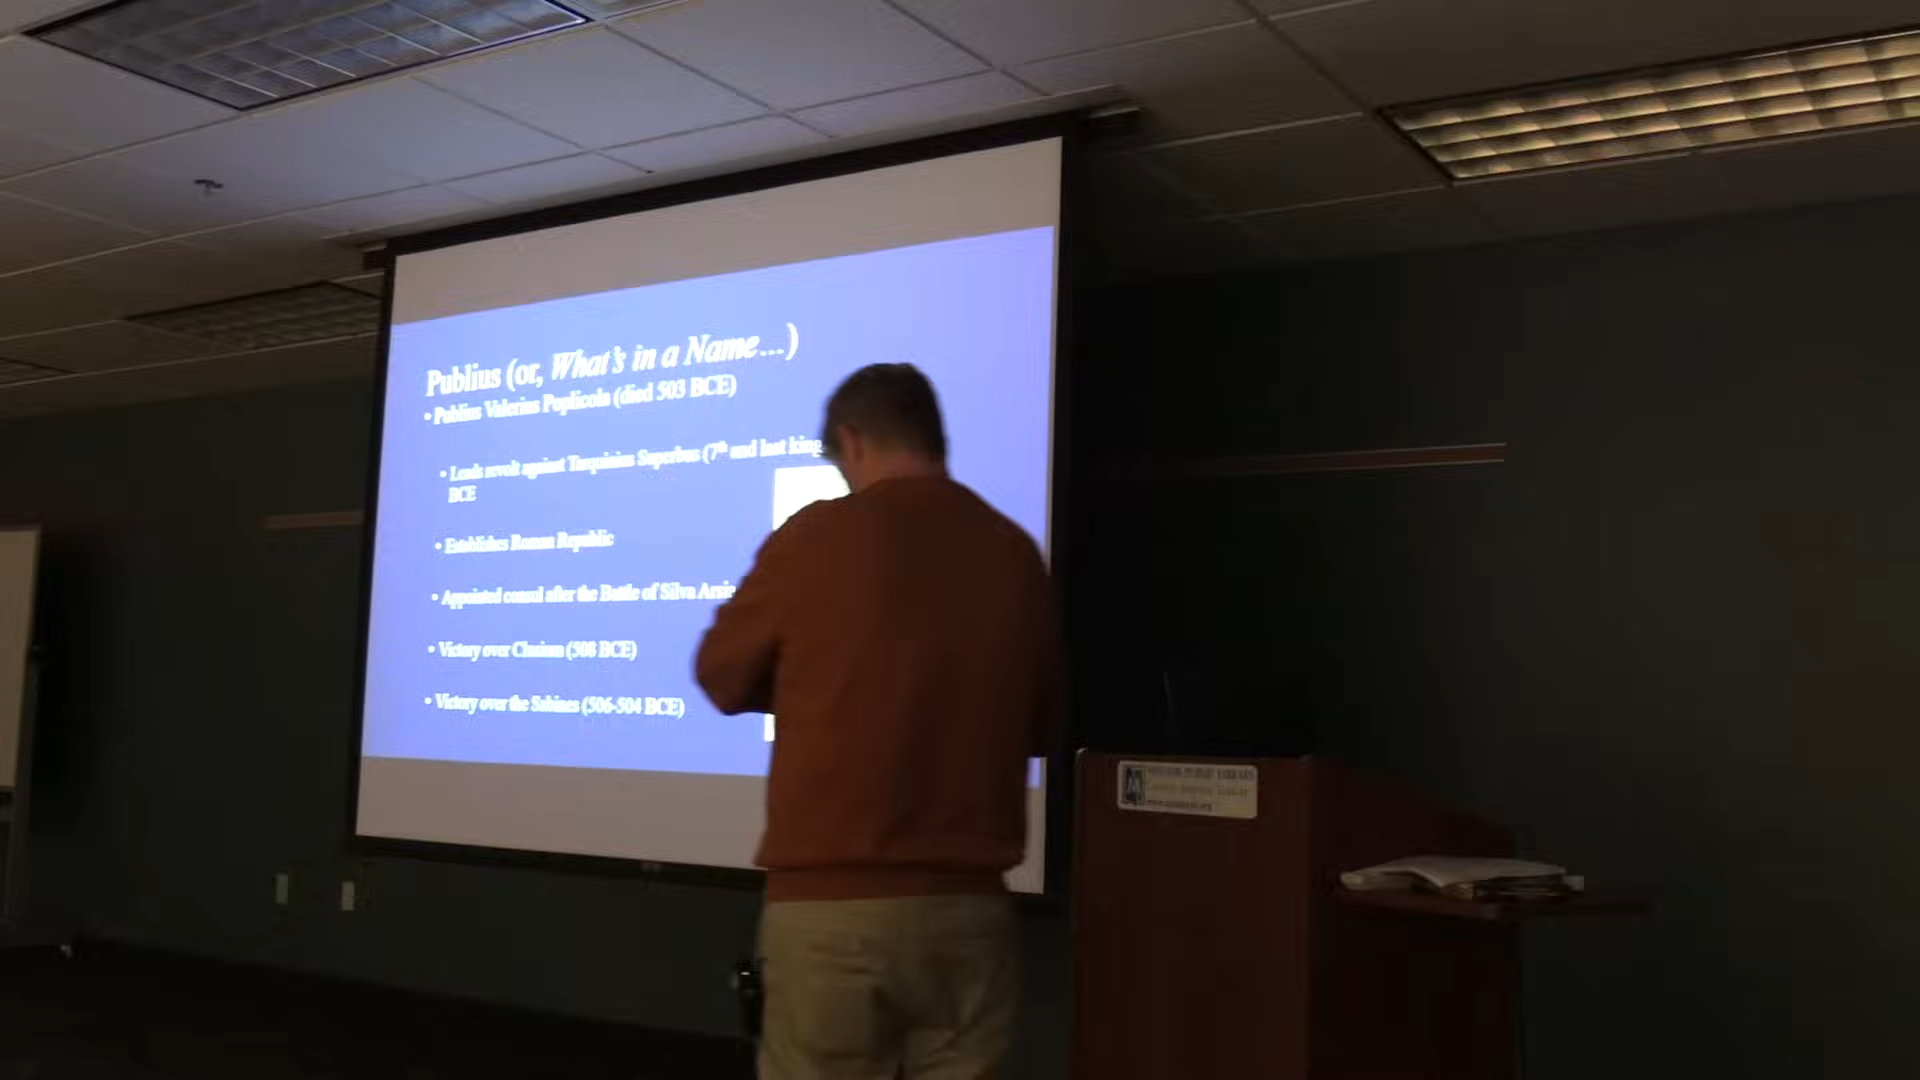 Publius (or, What's in a Name...)
• Publius Valerius Poplicola (died 503 BCE)
• Leads revolt against Tarquinius Superbus (7th and last king
BCE
• Establishes Roman Republic
• Appointed consul after the Battle of Silva
• Victory over Clusium (508 BCE)
• Victory over the Sabines (506-504 BCE)
PUBLIC LIBRARY